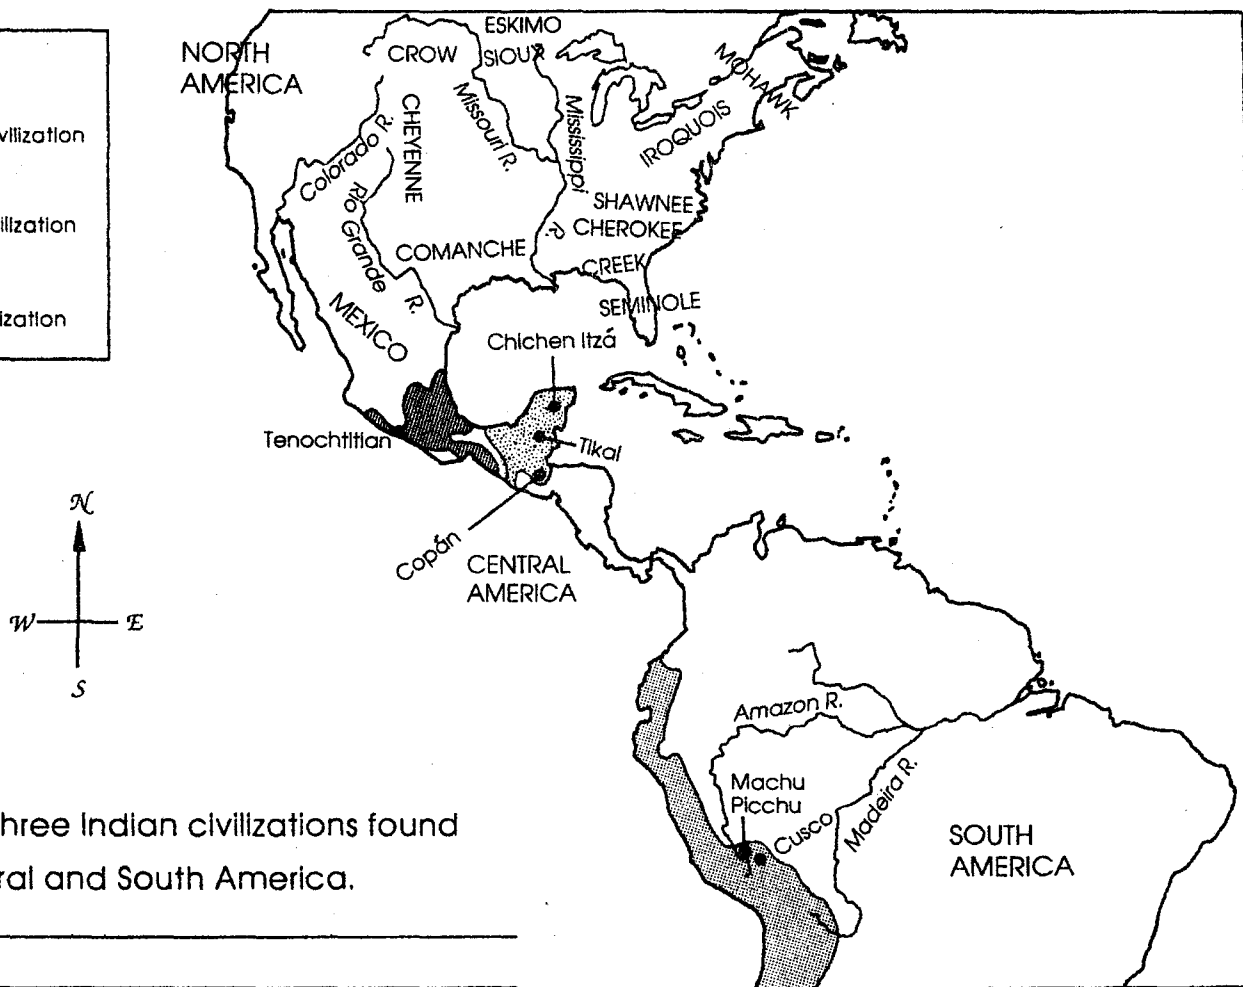 NORTH
AMERICA
ESKIMO
CROW
SIOUX
MOHAWK
IROQUOIS
CHEYENNE
Missouri R.
Mississippi
R.
Colorado R.
Rio
Grande
R.
SHAWNEE
CHEROKEE
COMANCHE
CREEK
SEMINOLE
MEXICO
Chichen Itzá
Tenochtitlan
Tikal
Copán
CENTRAL
AMERICA
vilization
ilization
ization
N
W
E
S
Amazon R.
Machu
Picchu
Cusco
Madeira R.
SOUTH
AMERICA
hree Indian civilizations found
ral and South America.